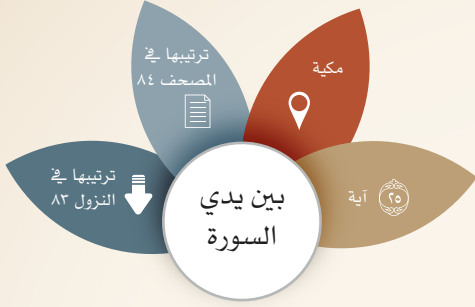 بين يدي
السورة
٢٥ آية
مكية
ترتيبها في
المصحف ٨٤
ترتيبها في
النزول ٨٣